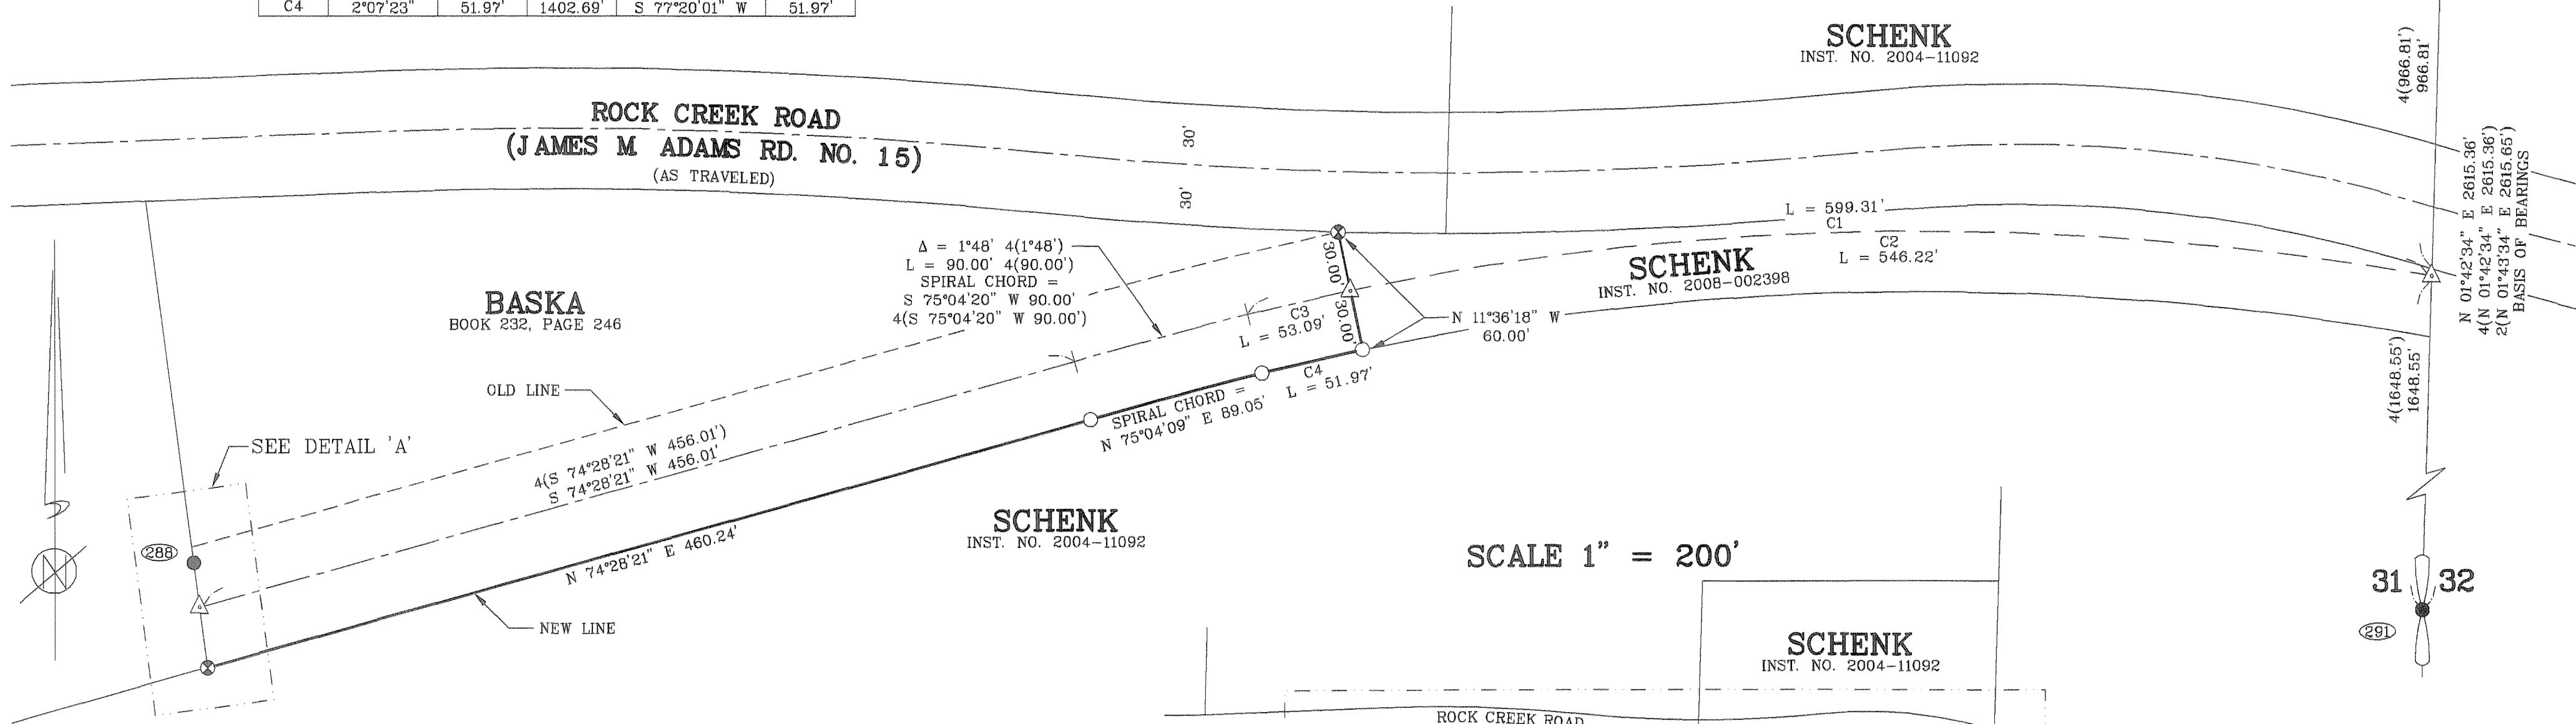 C4 2°07'23" 51.97' 1402.69' S 77°20'01" W 51.97'
SCHENK
INST. NO. 2004-11092
4(966.81')
966.81'
ROCK CREEK ROAD
(JAMES M ADAMS RD. NO. 15)
(AS TRAVELED)
30'
30'
N 01°42'34" E 2615.36'
4(N 01°42'34" E 2615.36')
2(N 01°43'34" E 2615.65')
BASIS OF BEARINGS
L = 599.31'
C1
C2
L = 546.22'
Δ = 1°48' 4(1°48')
L = 90.00' 4(90.00')
SPIRAL CHORD =
S 75°04'20" W 90.00'
4(S 75°04'20" W 90.00')
30.00'
30.00'
SCHENK
INST. NO. 2008-002398
BASKA
BOOK 232, PAGE 246
C3
L = 53.09'
N 11°36'18" W
60.00'
4(1648.55')
1648.55'
OLD LINE
C4
L = 51.97'
SPIRAL CHORD =
N 75°04'09" E 89.05'
SEE DETAIL 'A'
4(S 74°28'21" W 456.01')
S 74°28'21" W 456.01'
SCHENK
INST. NO. 2004-11092
288
N
N 74°28'21" E 460.24'
NEW LINE
SCALE 1" = 200'
31 32
291
SCHENK
INST. NO. 2004-11092
ROCK CREEK ROAD